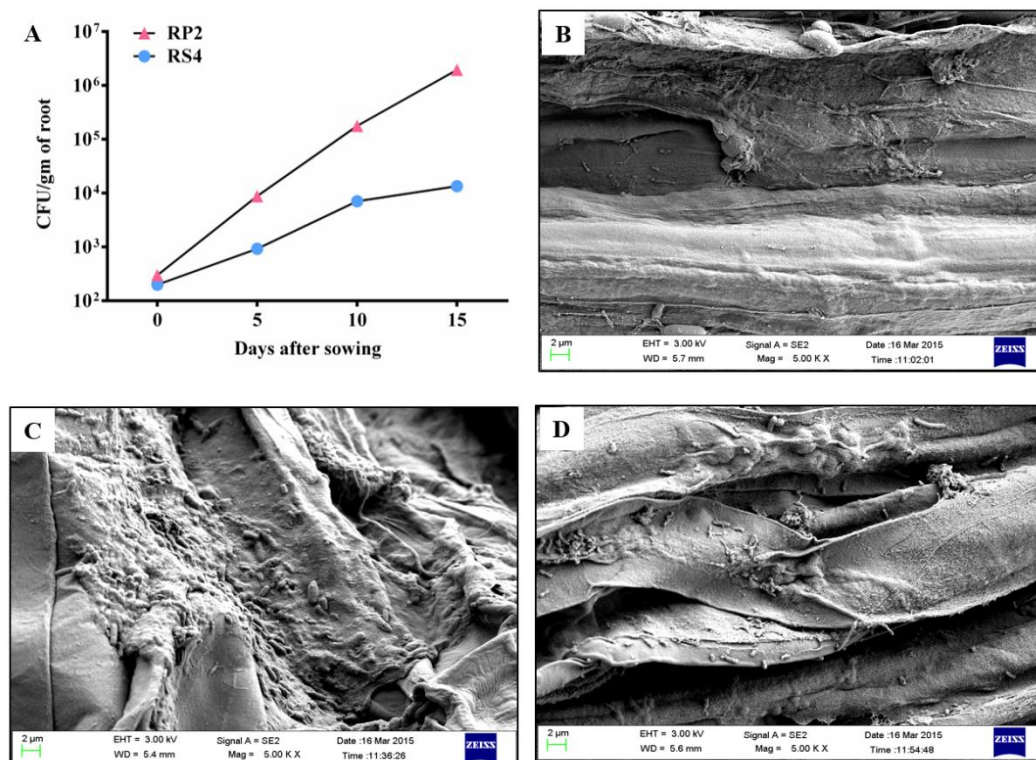 A
10⁷
10⁶
10⁵
10⁴
10³
10²
CFU/gm of root
RP2
RS4
0 5 10 15
Days after sowing
B
2 µm
EHT = 3.00 kV Signal A = SE2 Date :16 Mar 2015
WD = 5.7 mm Mag = 5.00 K X Time :11:02:01
ZEISS
C
2 µm
EHT = 3.00 kV Signal A = SE2 Date :16 Mar 2015
WD = 5.4 mm Mag = 5.00 K X Time :11:36:26
ZEISS
D
2 µm
EHT = 3.00 kV Signal A = SE2 Date :16 Mar 2015
WD = 5.6 mm Mag = 5.00 K X Time :11:54:48
ZEISS